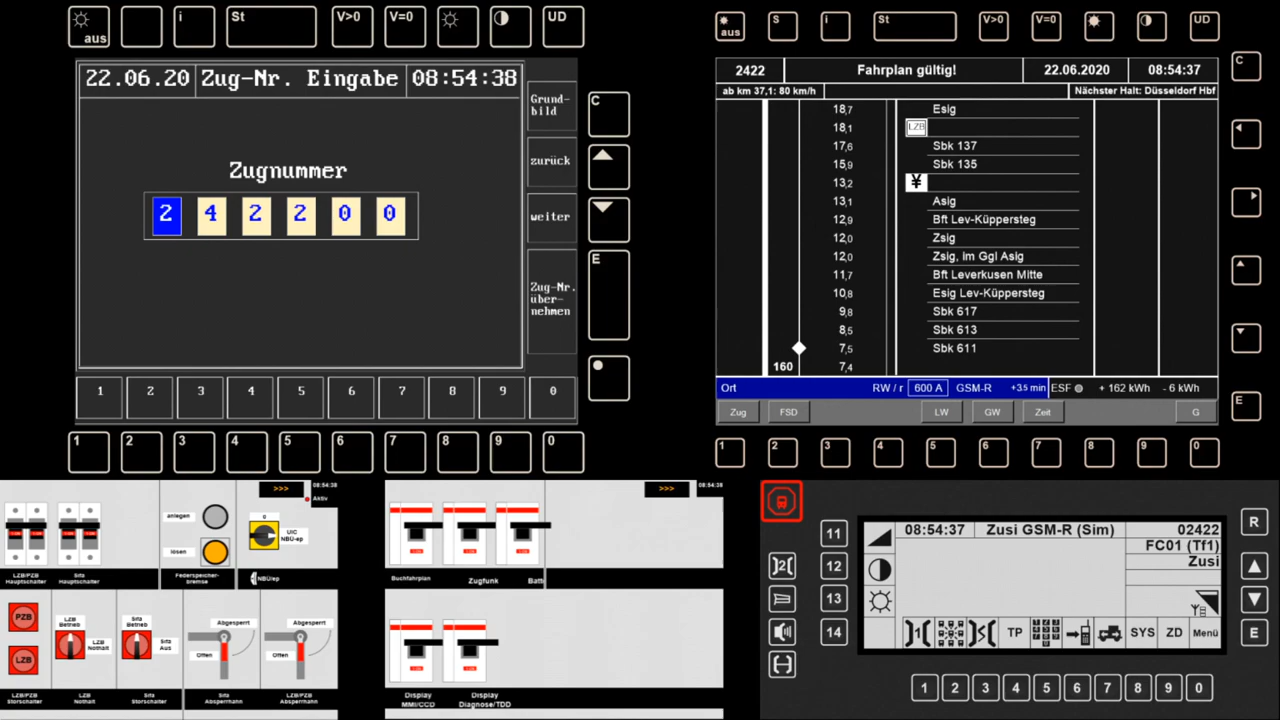 aus
i
St
V>0
V=0
UD
22.06.20 Zug-Nr. Eingabe 08:54:38
Zugnummer
2 4 2 2 0 0
Grund-
bild
zurück
weiter
Zug-Nr.
über-
nehmen
C
E
1 2 3 4 5 6 7 8 9 0
1 2 3 4 5 6 7 8 9 0
aus
S
i
St
V>0
V=0
UD
2422 Fahrplan gültig! 22.06.2020 08:54:37
ab km 37,1: 80 km/h Nächster Halt: Düsseldorf Hbf
18,7 Esig
18,1 LZB
17,6 Sbk 137
15,9 Sbk 135
13,2 ¥
13,1 Asig
12,9 Bft Lev-Küppersteg
12,0 Zsig
12,0 Zsig, im Ggl Asig
11,7 Bft Leverkusen Mitte
10,8 Esig Lev-Küppersteg
9,8 Sbk 617
8,5 Sbk 613
7,5 Sbk 611
160 7,4
Ort RW / r 600 A GSM-R +3.5 min ESF + 162 kWh - 6 kWh
Zug FSD LW GW Zeit G
C
E
1 2 3 4 5 6 7 8 9 0
>>> 08:54:38
Aktiv
anlegen
lösen
UIC
NBÜ-ep
LZB/PZB
Hauptschalter
Sifa
Hauptschalter
Federspeicher-
bremse
NBÜ/ep
PZB
LZB
LZB
Betrieb
LZB
Nothalt
Sifa
Betrieb
Sifa
Aus
Abgesperrt
Offen
Abgesperrt
Offen
LZB/PZB
Störschalter
LZB
Nothalt
Sifa
Störschalter
Sifa
Absperrhahn
LZB/PZB
Absperrhahn
>>> 08:54:38
Buchfahrplan
Zugfunk
Batt
Display
MMI/CCD
Display
Diagnose/TDD
11
12
13
14
08:54:37 Zusi GSM-R (Sim) 02422
FC01 (Tf1)
Zusi
1 TP SYS ZD Menü
2
R
E
1 2 3 4 5 6 7 8 9 0